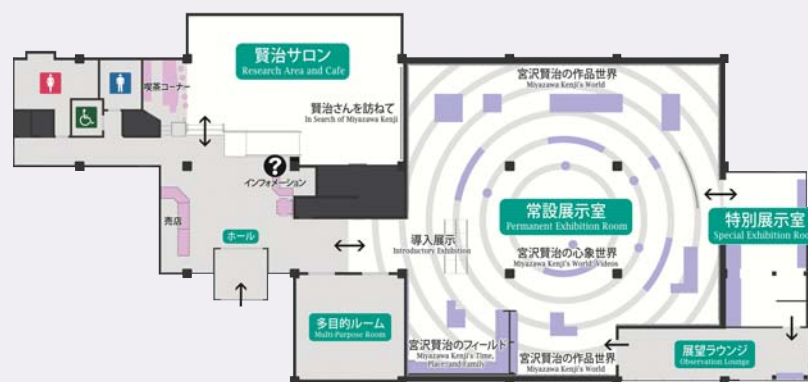 賢治サロン
Research Area and Cafe
喫茶コーナー
賢治さんを訪ねて
In Search of Miyazawa Kenji
?
インフォメーション
売店
ホール
導入展示
Introductory Exhibition
多目的ルーム
Multi-Purpose Room
宮沢賢治の作品世界
Miyazawa Kenji's World
常設展示室
Permanent Exhibition Room
宮沢賢治の心象世界
Miyazawa Kenji's World: Videos
宮沢賢治のフィールド
Miyazawa Kenji's Time,
Place, and Family
宮沢賢治の作品世界
Miyazawa Kenji's World
特別展示室
Special Exhibition Roo
展望ラウンジ
Observation Lounge